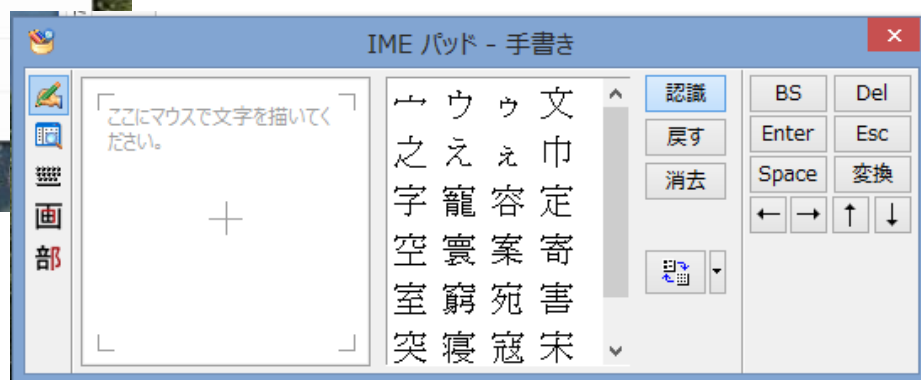 IME パッド - 手書き
ここにマウスで文字を描いてく
ださい。
亠 ウ ゥ 文
之 え ぇ 巾
字 寵 容 定
空 寰 案 寄
室 窮 宛 害
突 寝 寇 宋
認識
戻す
消去
BS Del
Enter Esc
Space 変換
← → ↑ ↓
画
部